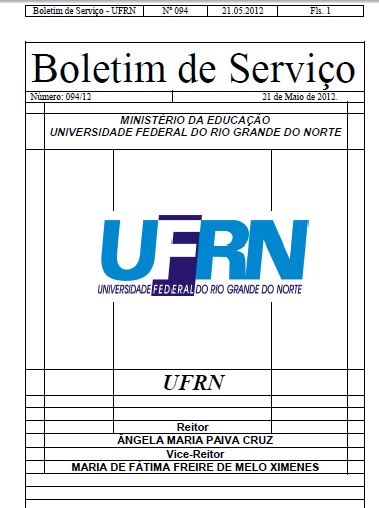 Boletim de Serviço - UFRN Nº 094 21.05.2012 Fls. 1
Boletim de Serviço
Número: 094/12 21 de Maio de 2012.
MINISTÉRIO DA EDUCAÇÃO
UNIVERSIDADE FEDERAL DO RIO GRANDE DO NORTE
UFRN
UNIVERSIDADE FEDERAL DO RIO GRANDE DO NORTE
UFRN
Reitor
ÂNGELA MARIA PAIVA CRUZ
Vice-Reitor
MARIA DE FÁTIMA FREIRE DE MELO XIMENES